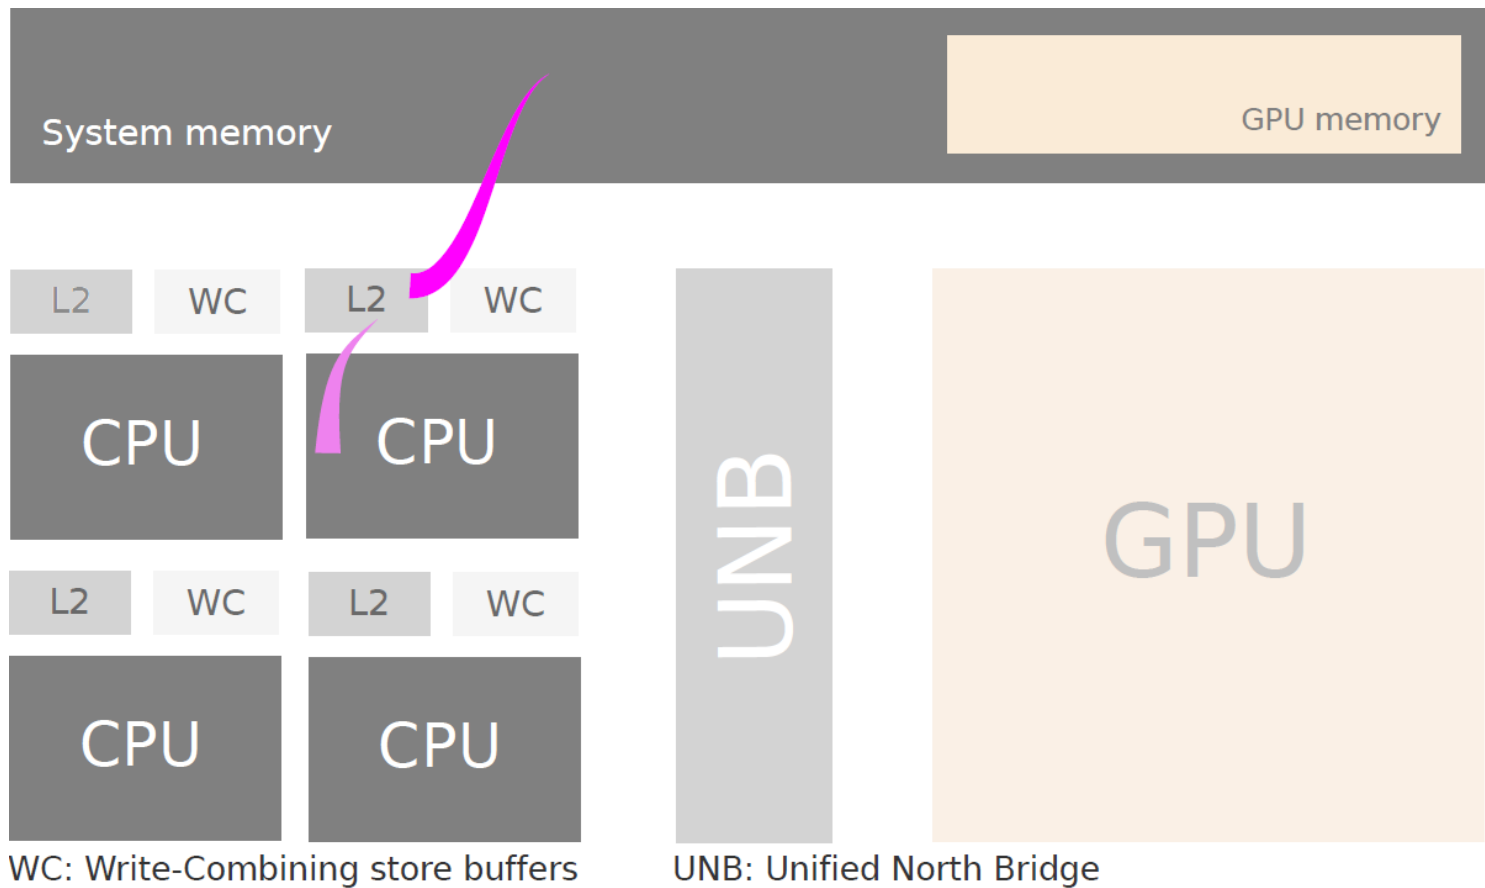 System memory
GPU memory
L2
WC
L2
WC
CPU
CPU
UNB
GPU
L2
WC
L2
WC
CPU
CPU
WC: Write-Combining store buffers
UNB: Unified North Bridge